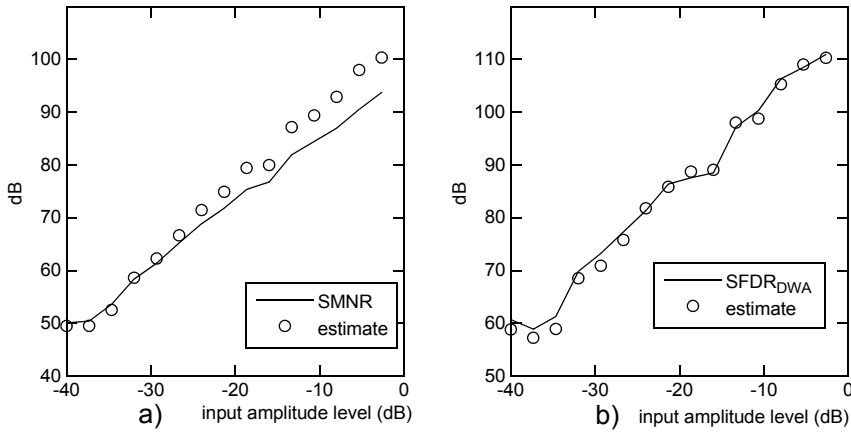 100
90
80
70
60
50
40
dB
-40
-30
-20
-10
0
SMNR
estimate
a)
input amplitude level (dB)
110
100
90
80
70
60
50
dB
-40
-30
-20
-10
0
SFDR_DWA
estimate
b)
input amplitude level (dB)